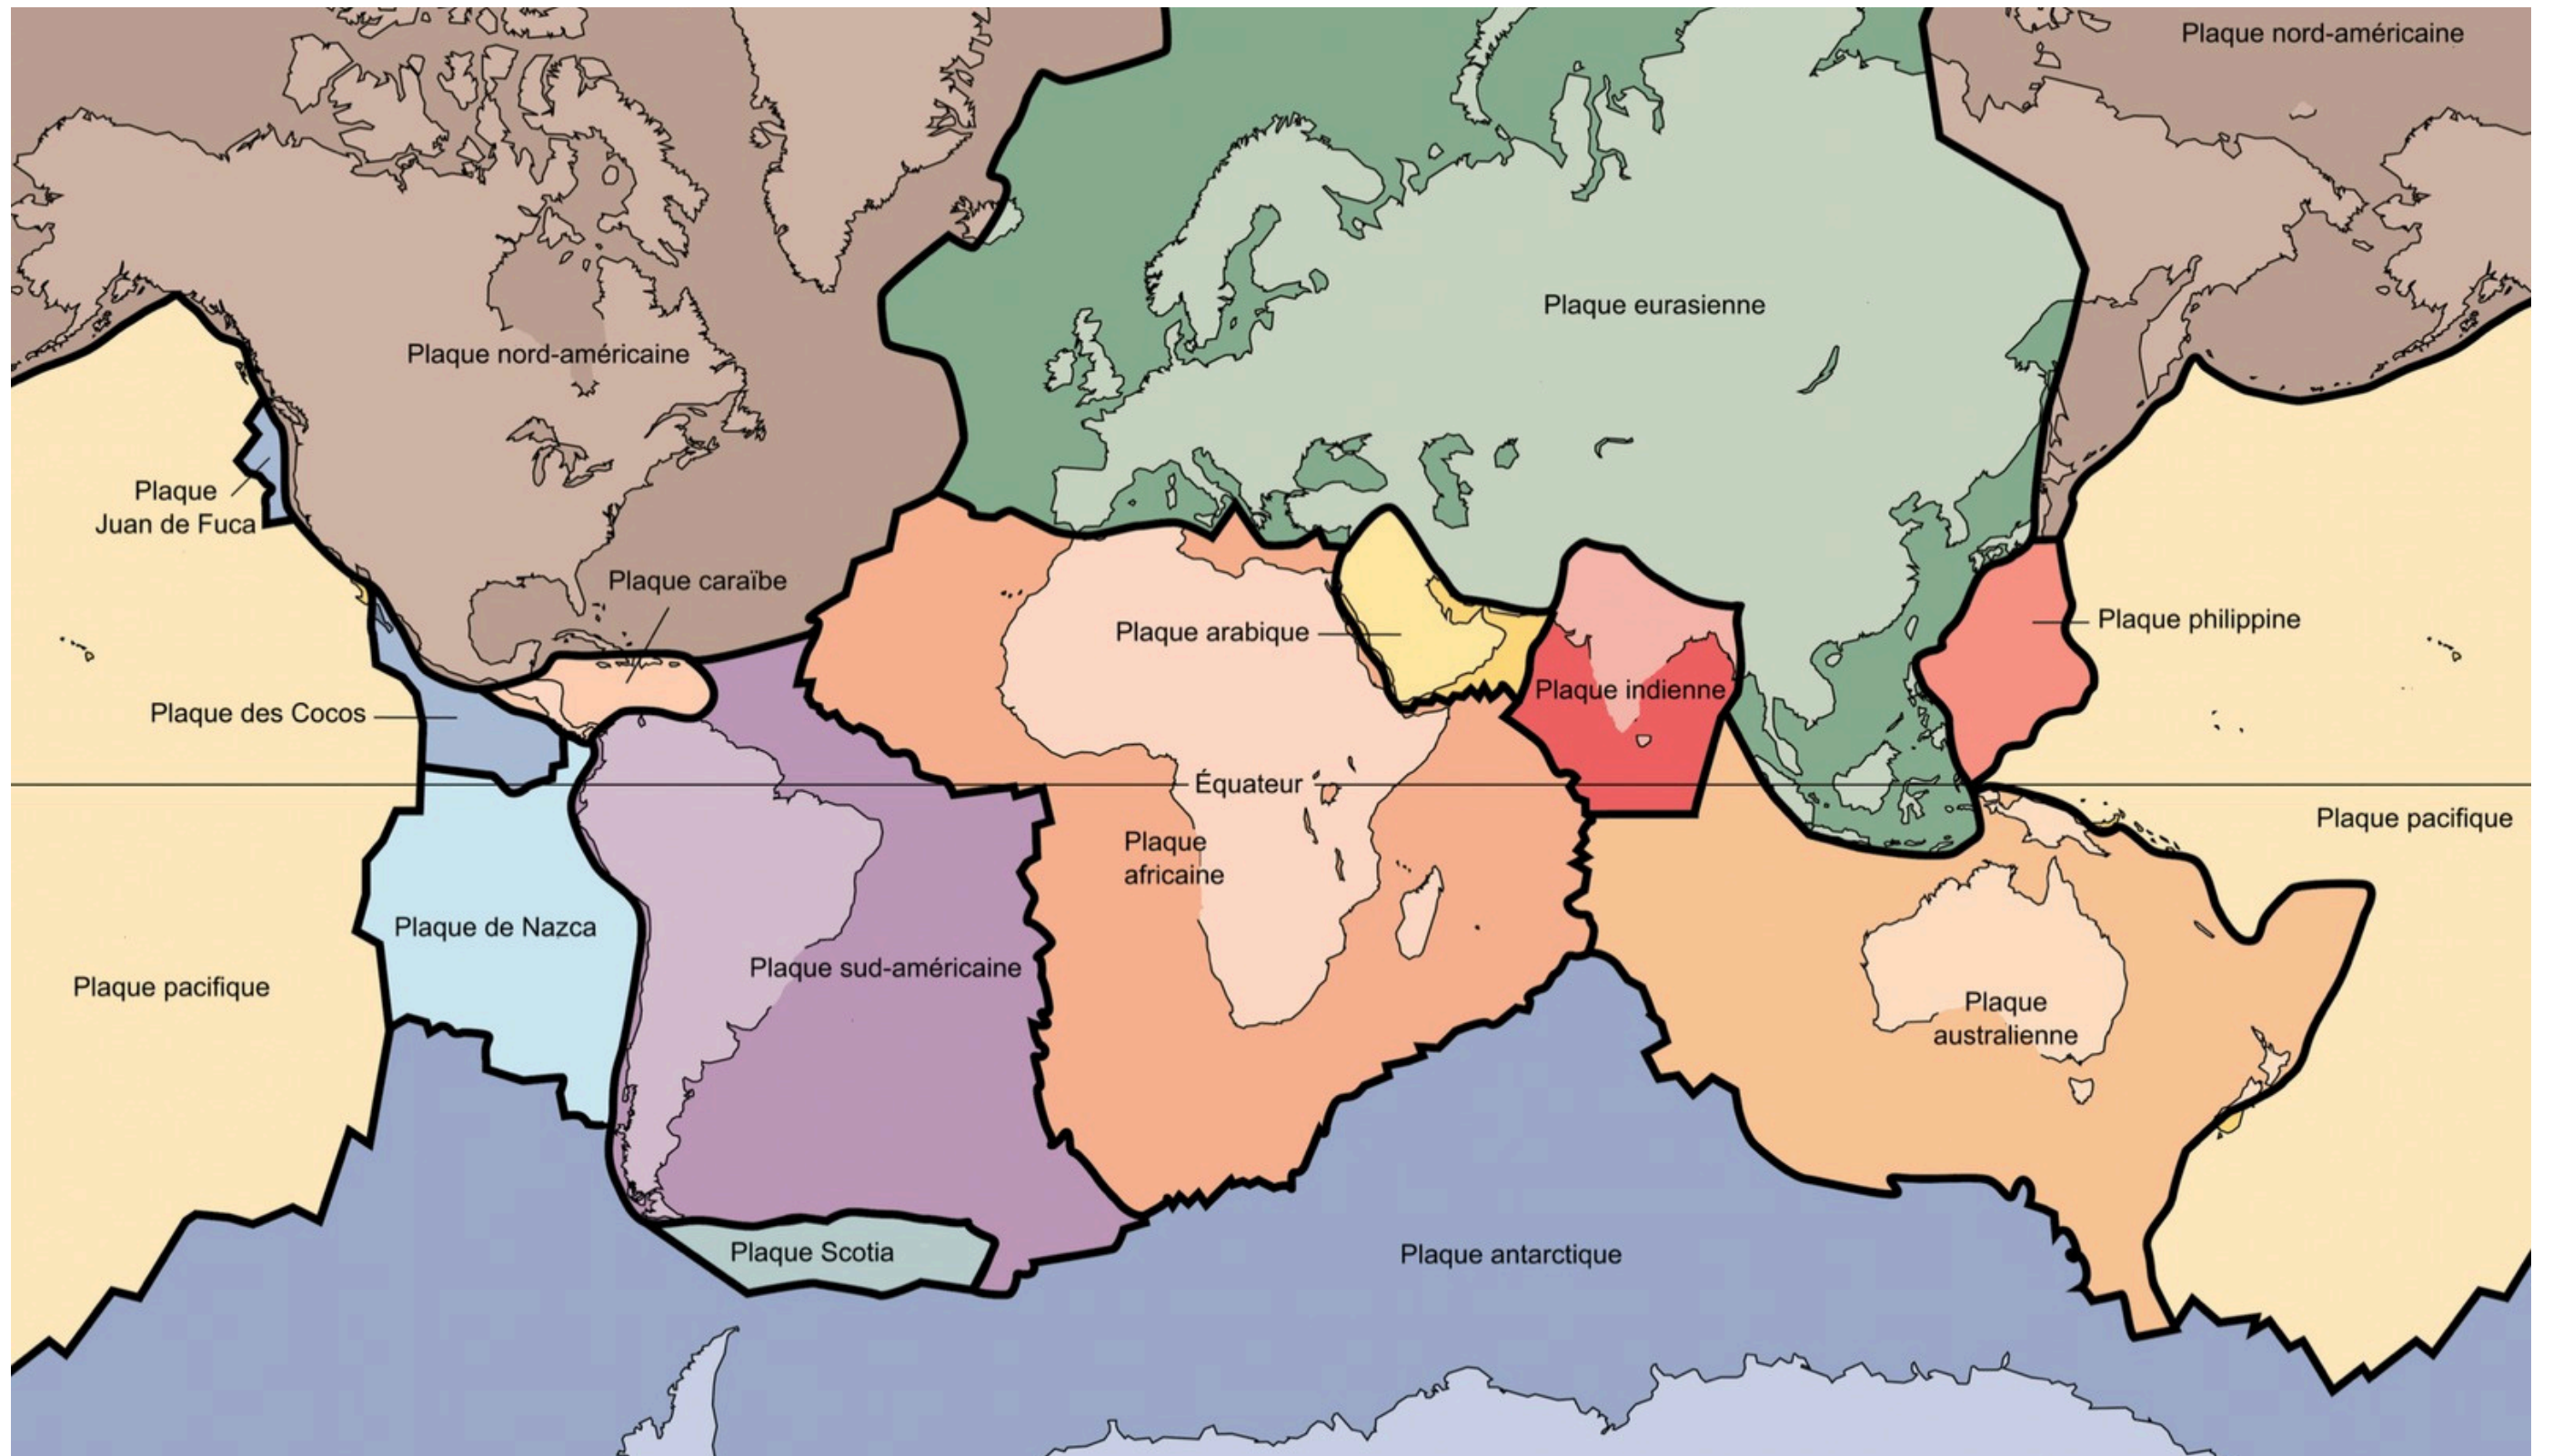 Plaque nord-américaine
Plaque eurasienne
Plaque nord-américaine
Plaque
Juan de Fuca
Plaque caraïbe
Plaque philippine
Plaque arabique
Plaque indienne
Plaque des Cocos
Équateur
Plaque pacifique
Plaque
africaine
Plaque de Nazca
Plaque sud-américaine
Plaque pacifique
Plaque
australienne
Plaque Scotia
Plaque antarctique